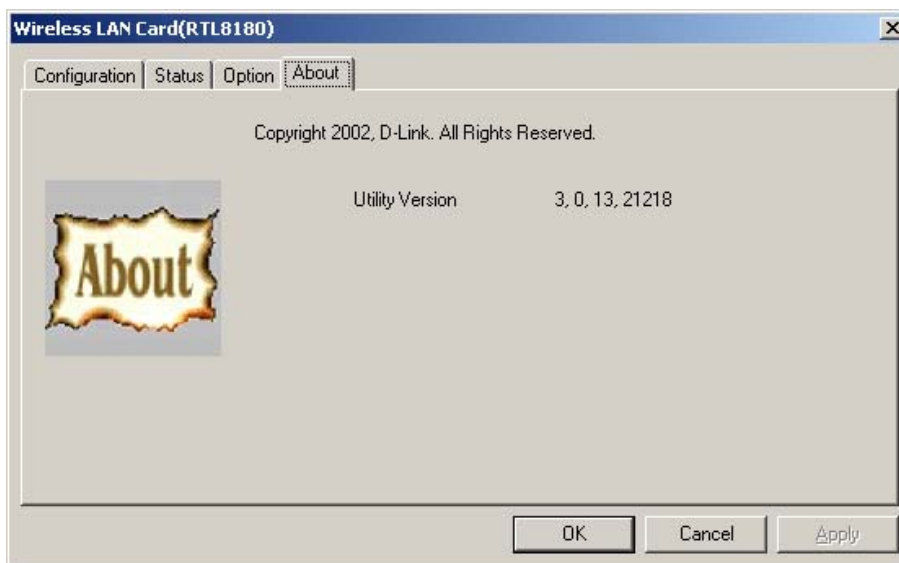 Wireless LAN Card(RTL8180)
Configuration Status Option About
Copyright 2002, D-Link. All Rights Reserved.
Utility Version 3, 0, 13, 21218
About
OK Cancel Apply